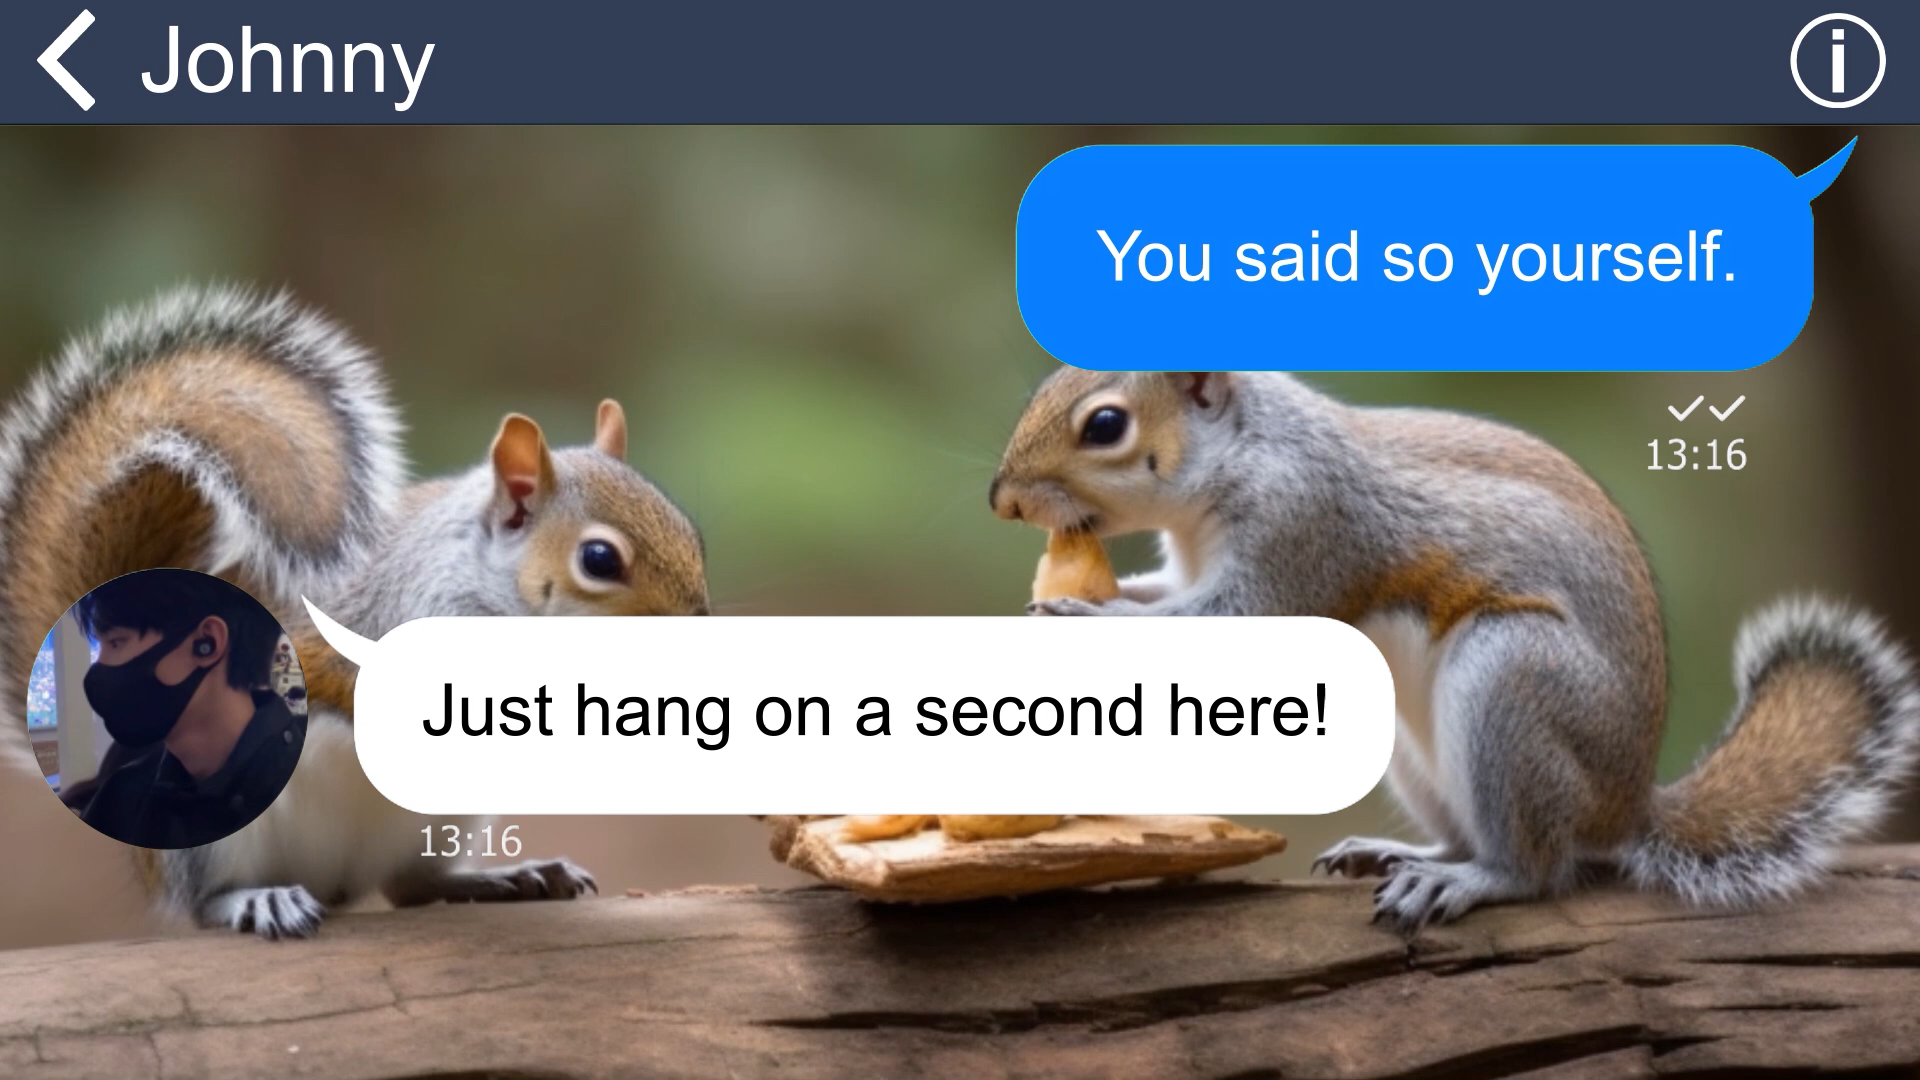 Johnny
You said so yourself.
13:16
Just hang on a second here!
13:16